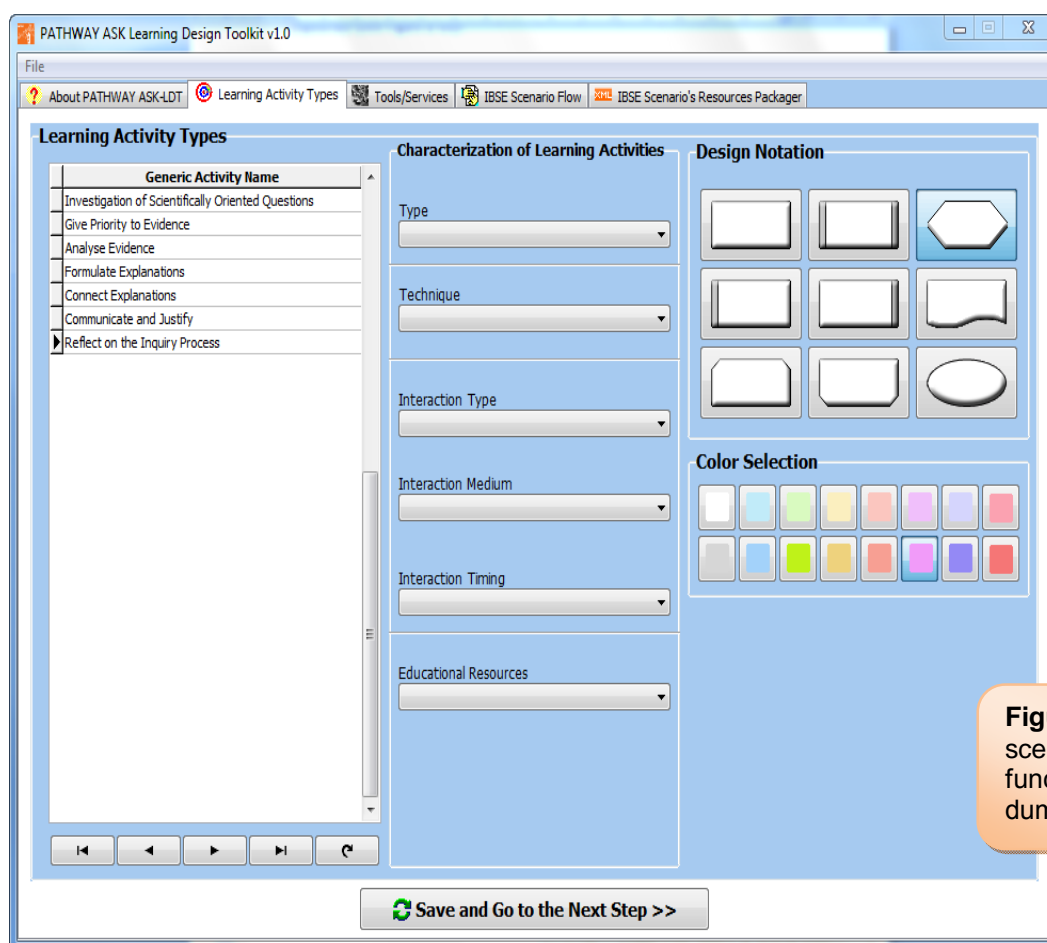 PATHWAY ASK Learning Design Toolkit v1.0
File
About PATHWAY ASK-LDT
Learning Activity Types
Tools/Services
IBSE Scenario Flow
XML
IBSE Scenario's Resources Packager
Learning Activity Types
Generic Activity Name
Investigation of Scientifically Oriented Questions
Give Priority to Evidence
Analyse Evidence
Formulate Explanations
Connect Explanations
Communicate and Justify
Reflect on the Inquiry Process
Characterization of Learning Activities
Type
Technique
Interaction Type
Interaction Medium
Interaction Timing
Educational Resources
Design Notation
Color Selection
Save and Go to the Next Step >>